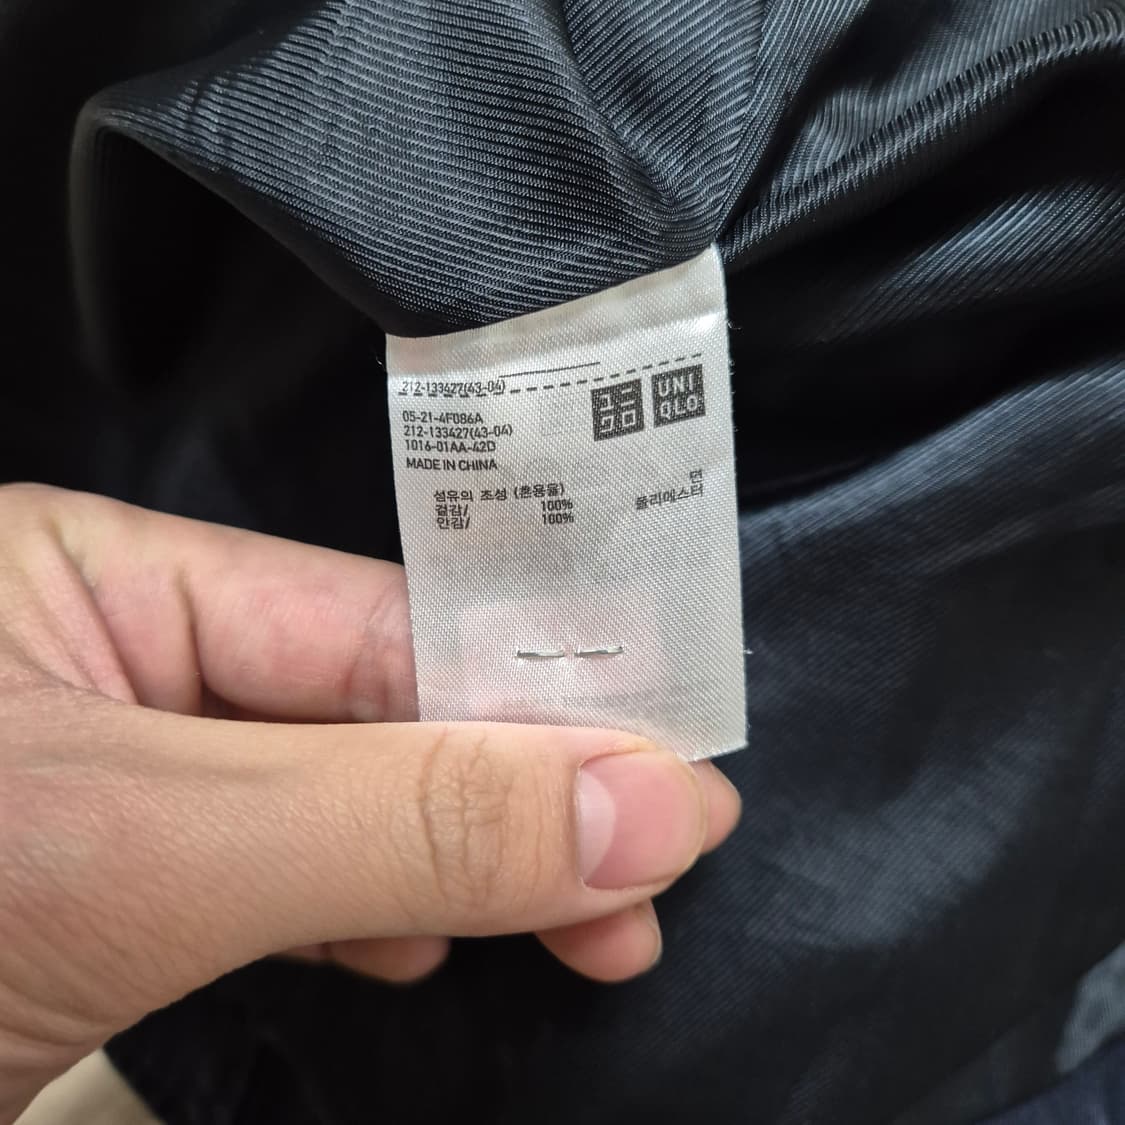 212-133427(43-04)
ユニ
クロ
UNI
QLO
05-21-4F086A
212-133427(43-04)
1016-01AA-42D
MADE IN CHINA
섬유의 조성 (혼용율)
겉감/ 100% 면
안감/ 100% 폴리에스터